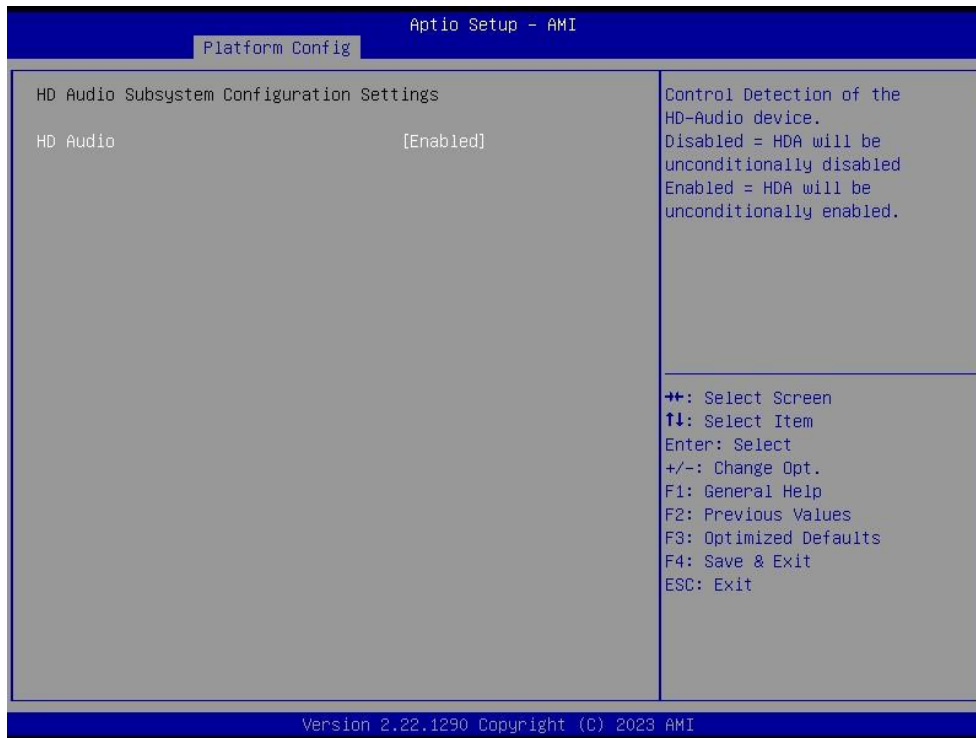 Aptio Setup – AMI
Platform Config
HD Audio Subsystem Configuration Settings
HD Audio [Enabled]
Control Detection of the
HD-Audio device.
Disabled = HDA will be
unconditionally disabled
Enabled = HDA will be
unconditionally enabled.
→←: Select Screen
↑↓: Select Item
Enter: Select
+/-: Change Opt.
F1: General Help
F2: Previous Values
F3: Optimized Defaults
F4: Save & Exit
ESC: Exit
Version 2.22.1290 Copyright (C) 2023 AMI